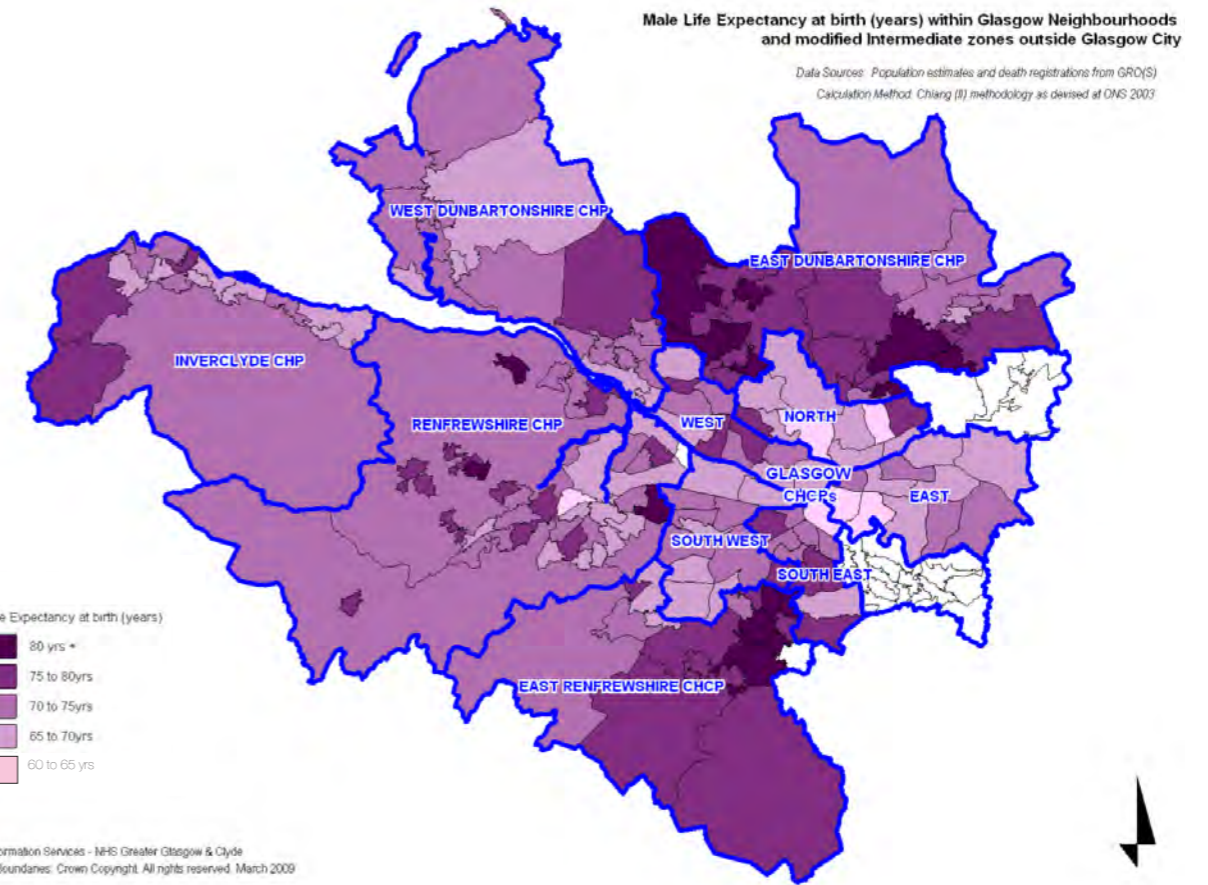 Male Life Expectancy at birth (years) within Glasgow Neighbourhoods
and modified Intermediate zones outside Glasgow City
Data Sources: Population estimates and death registrations from GRO(S)
Calculation Method: Chiang (II) methodology as devised at ONS 2003
WEST DUNBARTONSHIRE CHP
EAST DUNBARTONSHIRE CHP
INVERCLYDE CHP
RENFREWSHIRE CHP
WEST
NORTH
GLASGOW
CHCPs
EAST
SOUTH WEST
SOUTH EAST
EAST RENFREWSHIRE CHCP
e Expectancy at birth (years)
80 yrs +
75 to 80yrs
70 to 75yrs
65 to 70yrs
60 to 65 yrs
ormation Services - NHS Greater Glasgow & Clyde
oundaries: Crown Copyright. All rights reserved. March 2009